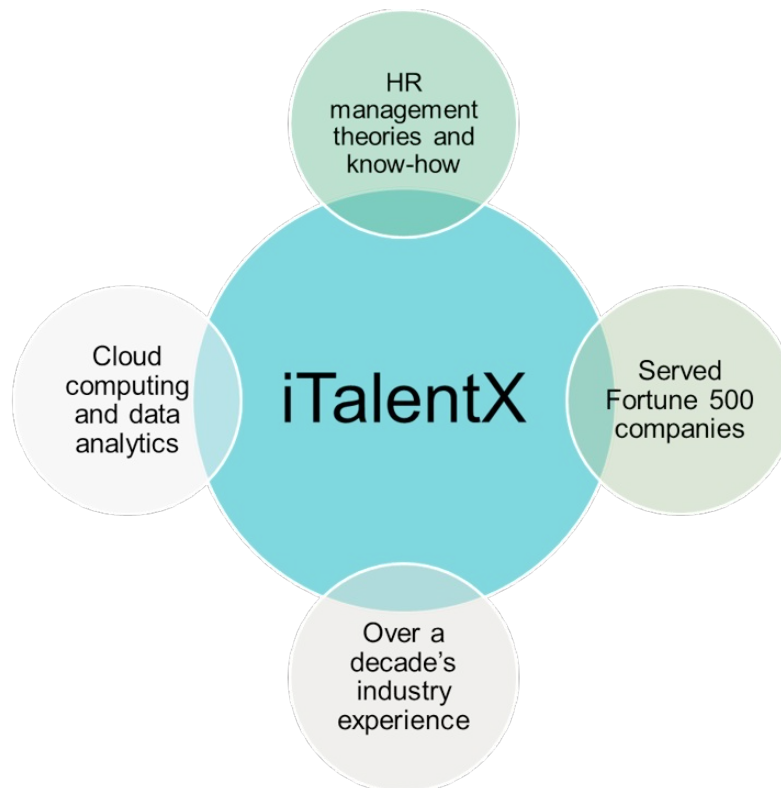 HR
management
theories and
know-how
Cloud
computing
and data
analytics
iTalentX
Served
Fortune 500
companies
Over a
decade’s
industry
experience